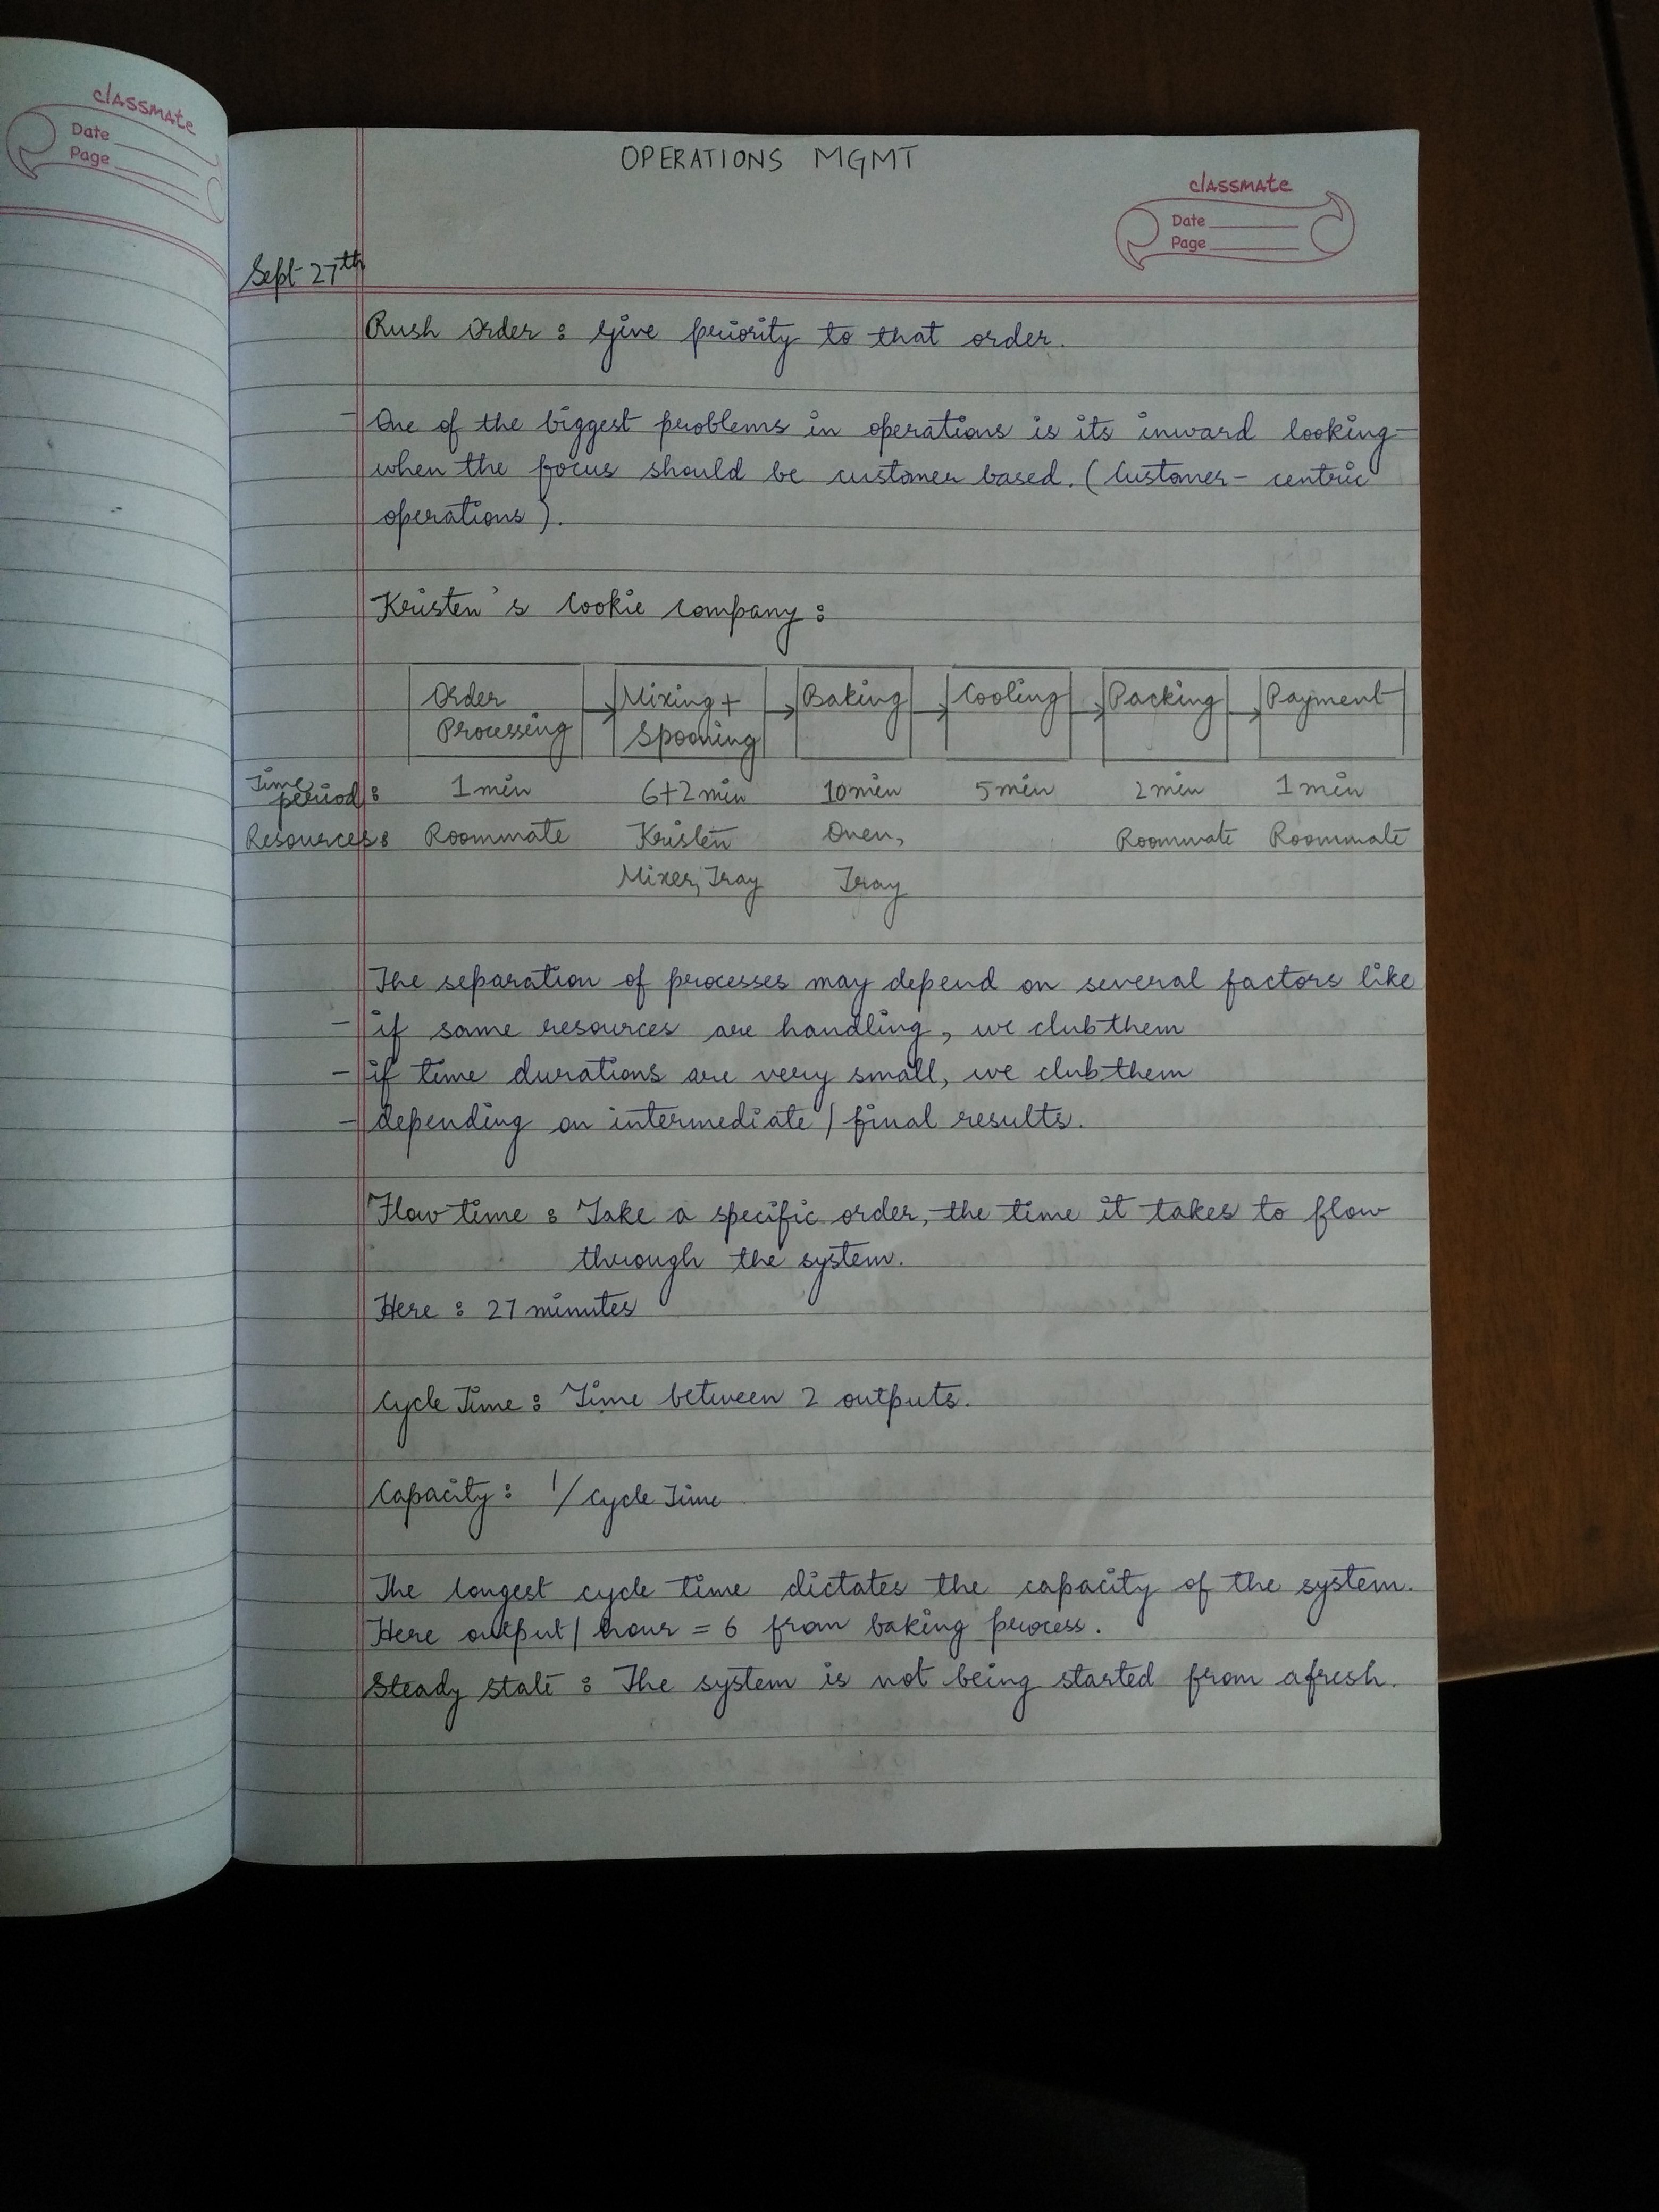 classmate
Date
Page
OPERATIONS MGMT
classmate
Date
Page
Sept 27th
Rush Order : Give priority to that order.
- One of the biggest problems in operations is its inward looking
when the focus should be customer based. (Customer - centric
operations).
Kristen's Cookie Company :
Order Processing → Mixing + Spooning → Baking → Cooling → Packing → Payment
Time period : 1 min 6+2 min 10 min 5 min 2 min 1 min
Resources : Roommate Kristen Oven, Roommate Roommate
Mixer, Tray Tray
The separation of processes may depend on several factors like
- if same resources are handling, we club them
- if time durations are very small, we club them
- depending on intermediate / final results.
Flow time : Take a specific order, the time it takes to flow
through the system.
Here : 27 minutes
Cycle Time : Time between 2 outputs.
Capacity : 1/ Cycle Time
The longest cycle time dictates the capacity of the system.
Here output / hour = 6 from baking process.
Steady state : The system is not being started from afresh.